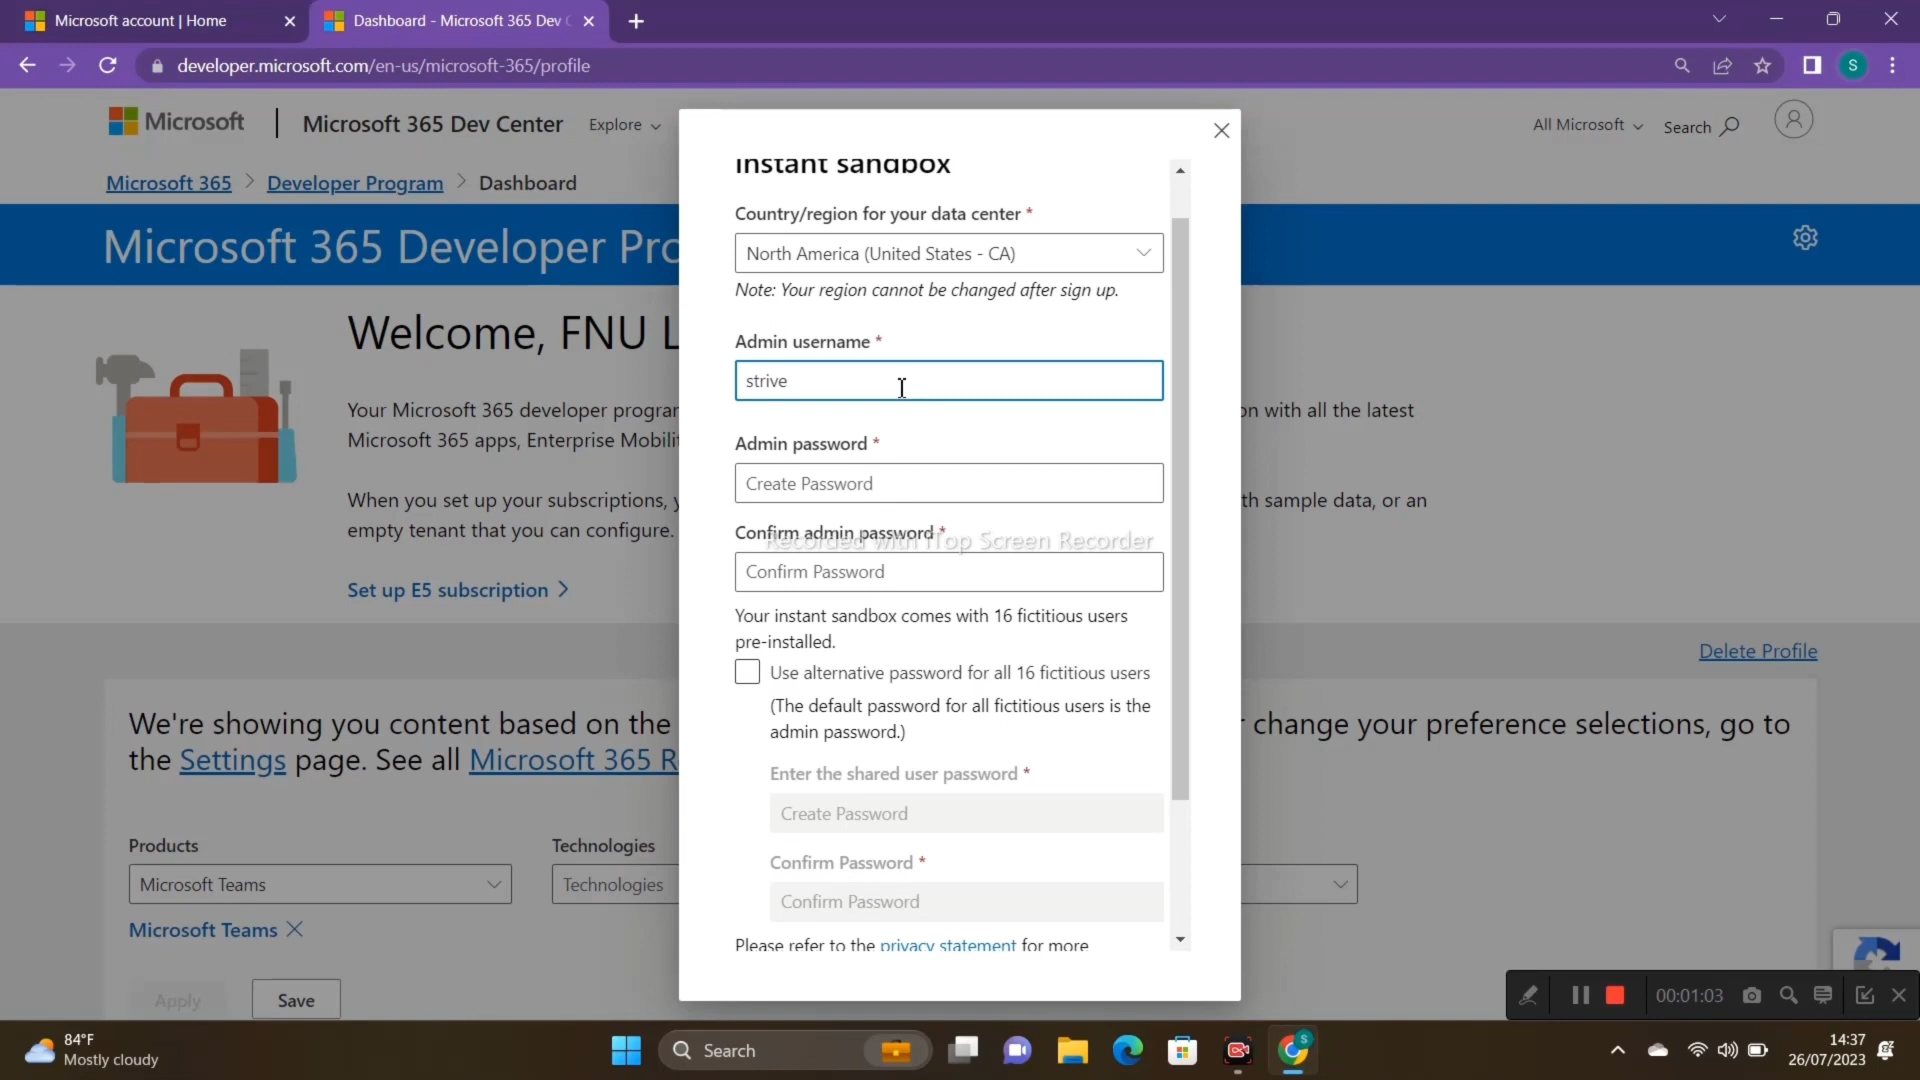 Microsoft account | Home
Dashboard - Microsoft 365 Dev
developer.microsoft.com/en-us/microsoft-365/profile
S
Microsoft
Microsoft 365 Dev Center
Explore
All Microsoft
Search
Microsoft 365 > Developer Program > Dashboard
Microsoft 365 Developer Pro
Welcome, FNU L
Your Microsoft 365 developer program
on with all the latest
Microsoft 365 apps, Enterprise Mobili
When you set up your subscriptions, y
th sample data, or an
empty tenant that you can configure.
Set up E5 subscription >
Delete Profile
We're showing you content based on the
r change your preference selections, go to
the Settings page. See all Microsoft 365 R
Products
Technologies
Microsoft Teams
Technologies
Microsoft Teams
Apply
Save
Instant sandbox
Country/region for your data center *
North America (United States - CA)
Note: Your region cannot be changed after sign up.
Admin username *
strive
Admin password *
Create Password
Confirm admin password *
Recorded with iTop Screen Recorder
Confirm Password
Your instant sandbox comes with 16 fictitious users
pre-installed.
Use alternative password for all 16 fictitious users
(The default password for all fictitious users is the
admin password.)
Enter the shared user password *
Create Password
Confirm Password *
Confirm Password
Please refer to the privacy statement for more
00:01:03
84°F
Mostly cloudy
Search
S
14:37
26/07/2023